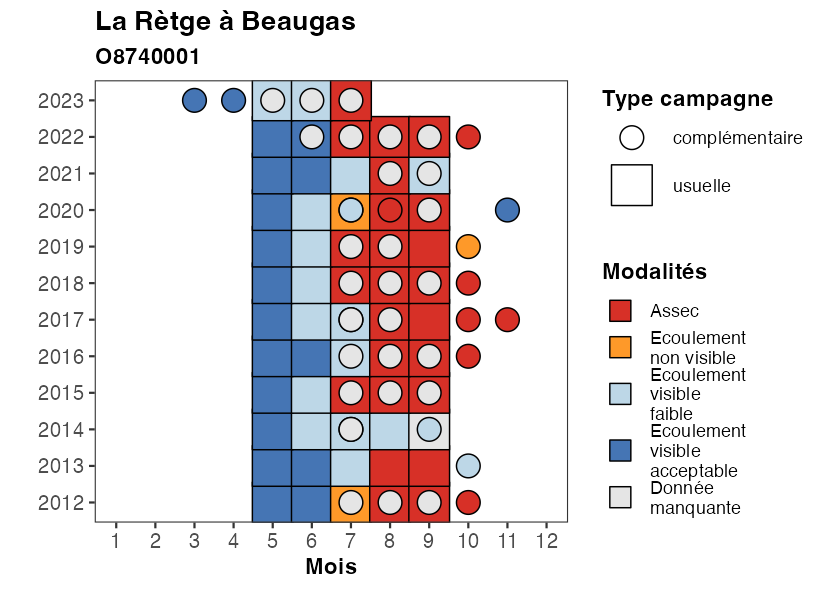 La Rètge à Beaugas
O8740001
2023
2022
2021
2020
2019
2018
2017
2016
2015
2014
2013
2012
1 2 3 4 5 6 7 8 9 10 11 12
Mois
Type campagne
complémentaire
usuelle
Modalités
Assec
Ecoulement
non visible
Ecoulement
visible
faible
Ecoulement
visible
acceptable
Donnée
manquante